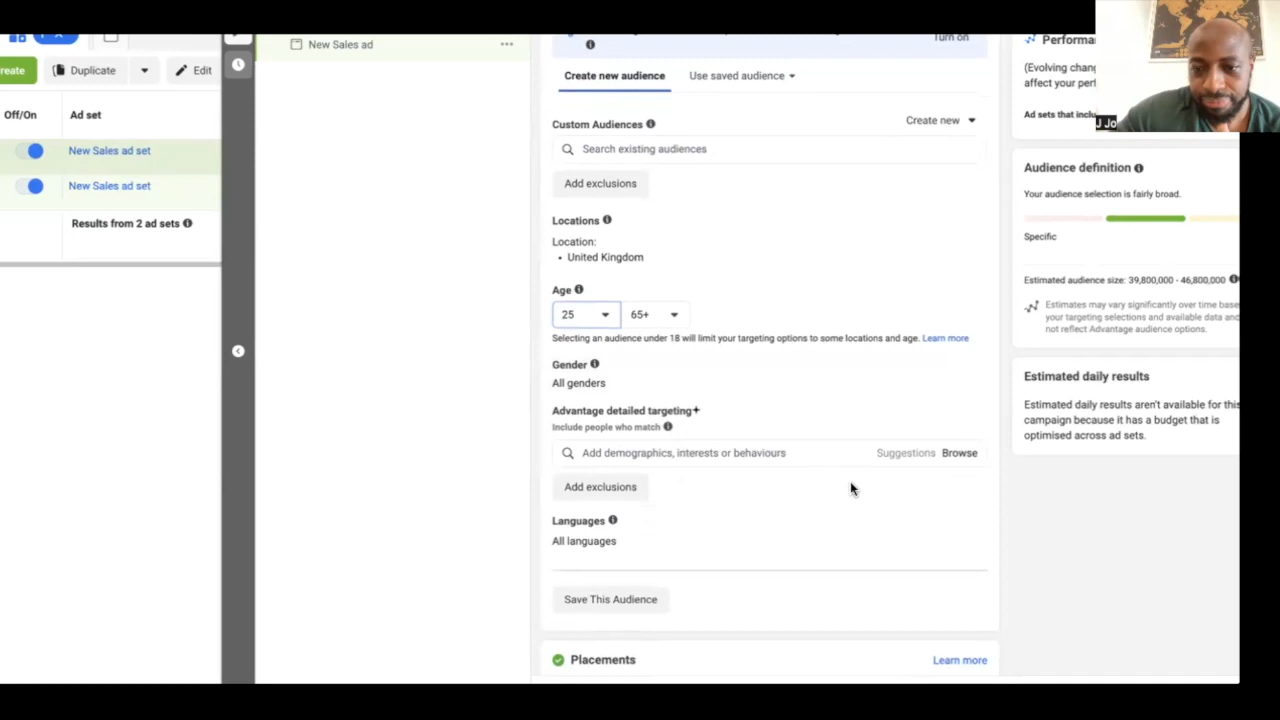 New Sales ad
Turn on
Performa
(Evolving chang
affect your perf
Ad sets that inclu
J Jo
reate
Duplicate
Edit
Off/On
Ad set
New Sales ad set
New Sales ad set
Results from 2 ad sets
Create new audience
Use saved audience
Custom Audiences
Create new
Search existing audiences
Add exclusions
Locations
Location:
• United Kingdom
Age
25
65+
Selecting an audience under 18 will limit your targeting options to some locations and age. Learn more
Gender
All genders
Advantage detailed targeting+
Include people who match
Add demographics, interests or behaviours
Suggestions
Browse
Add exclusions
Languages
All languages
Save This Audience
Placements
Learn more
Audience definition
Your audience selection is fairly broad.
Specific
Estimated audience size: 39,800,000 - 46,800,000
Estimates may vary significantly over time base
your targeting selections and available data and
not reflect Advantage audience options.
Estimated daily results
Estimated daily results aren't available for this
campaign because it has a budget that is
optimised across ad sets.